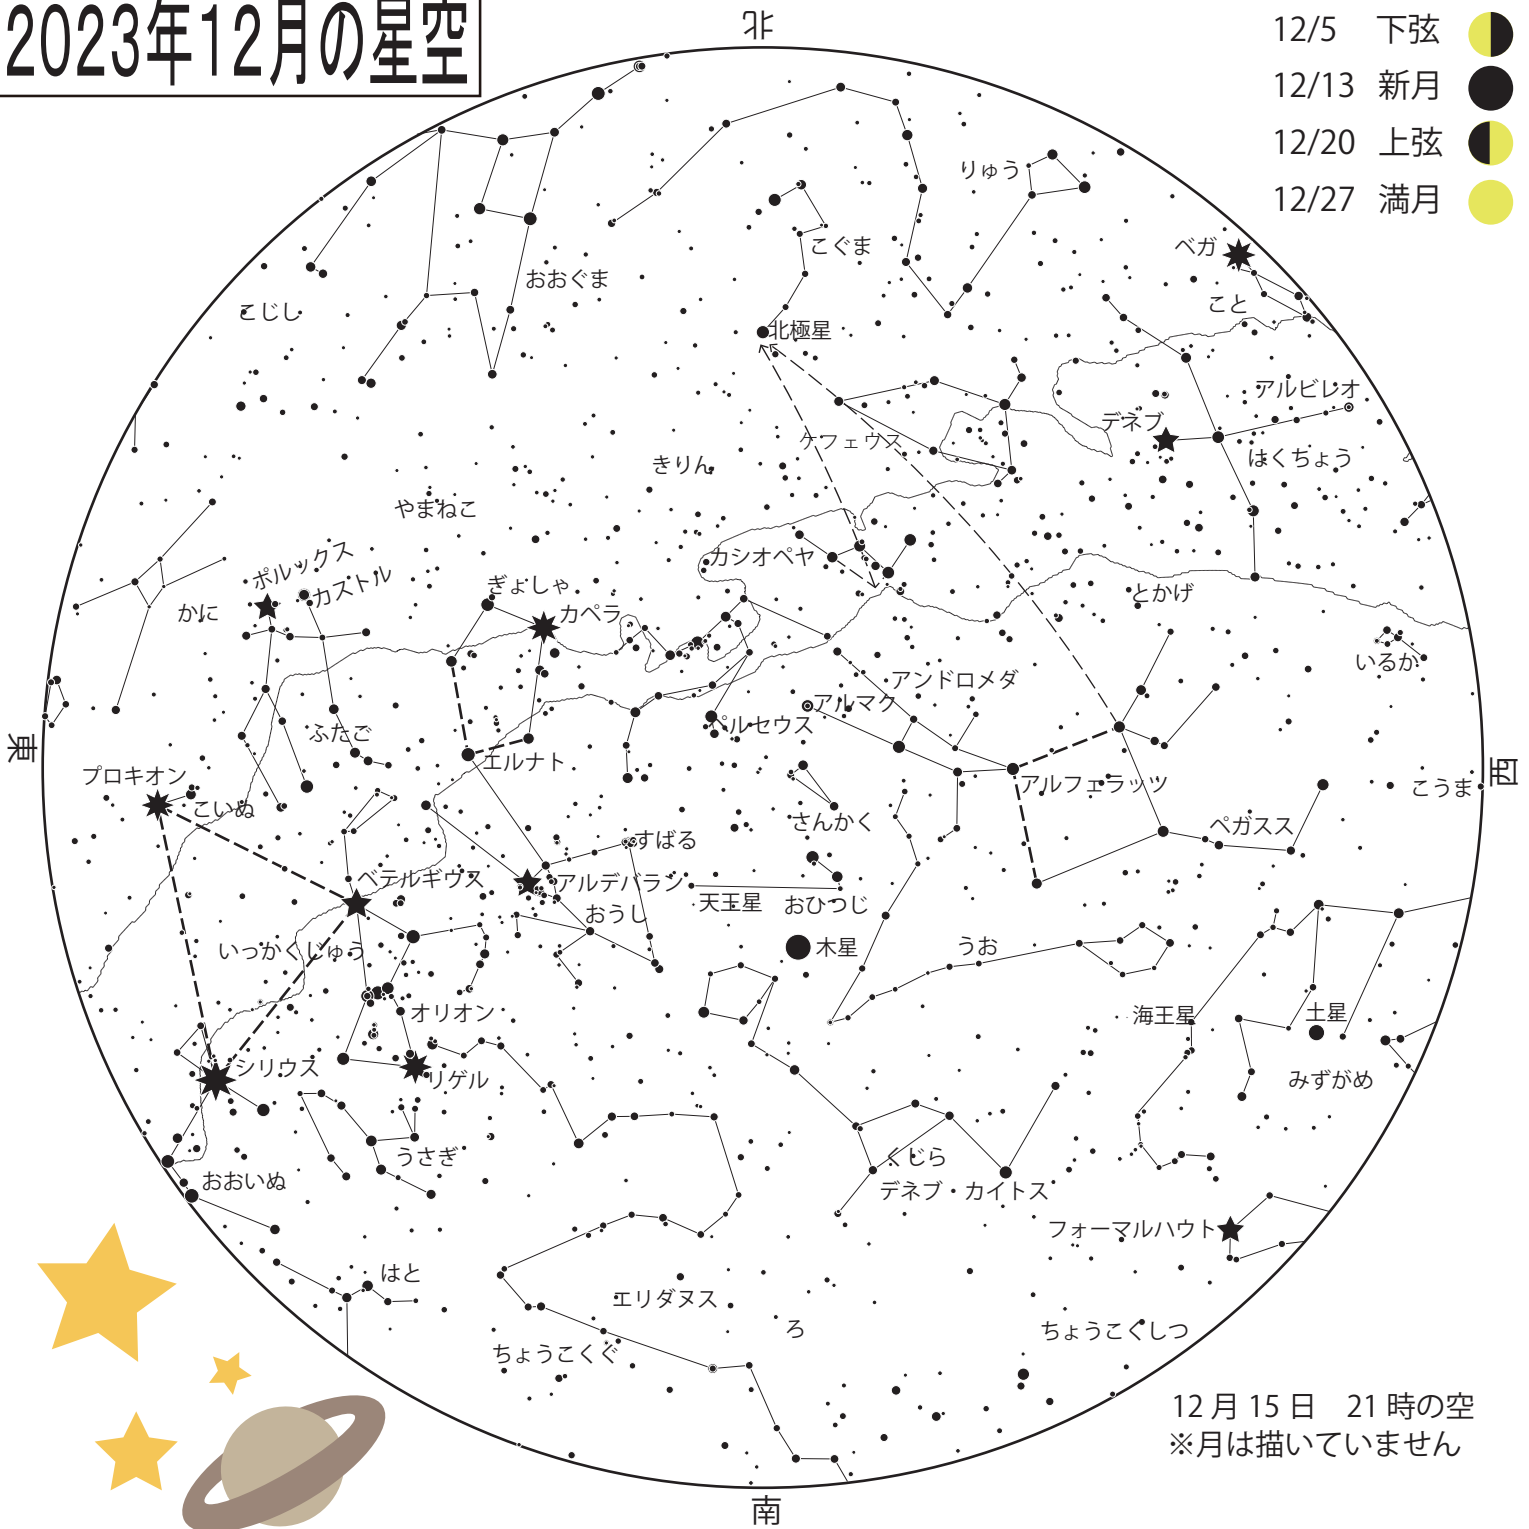 2023年12月の星空
北
12/5 下弦
12/13 新月
12/20 上弦
12/27 満月
りゅう
こぐま
ベガ
おおぐま
こと
こじし
北極星
アルビレオ
デネブ
ケフェウス
はくちょう
きりん
やまねこ
カシオペヤ
ポルックス
カストル
ぎょしゃ
とかげ
かに
カペラ
いるか
アンドロメダ
アルマク
ペルセウス
ふたご
東
エルナト
西
プロキオン
アルフェラッツ
こうま
こいぬ
さんかく
ペガスス
すばる
ベテルギウス
アルデバラン
天王星
おひつじ
おうし
いっかくじゅう
木星
うお
オリオン
海王星
土星
シリウス
リゲル
みずがめ
うさぎ
くじら
おおいぬ
デネブ・カイトス
フォーマルハウト
はと
エリダヌス
ろ
ちょうこくしつ
ちょうこくぐ
12月15日 21時の空
※月は描いていません
南